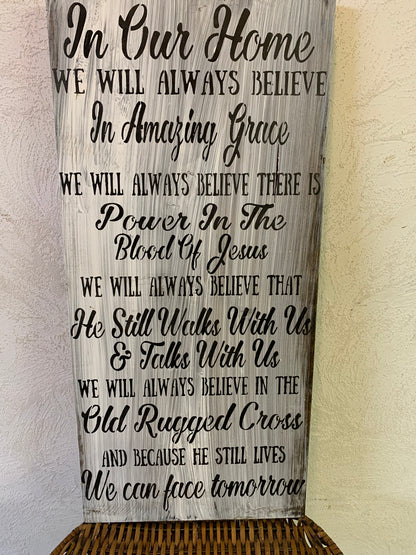 In Our Home
WE WILL ALWAYS BELIEVE
In Amazing Grace
WE WILL ALWAYS BELIEVE THERE IS
Power In The
Blood Of Jesus
WE WILL ALWAYS BELIEVE THAT
He Still Walks With Us
& Talks With Us
WE WILL ALWAYS BELIEVE IN THE
Old Rugged Cross
AND BECAUSE HE STILL LIVES
We can face tomorrow